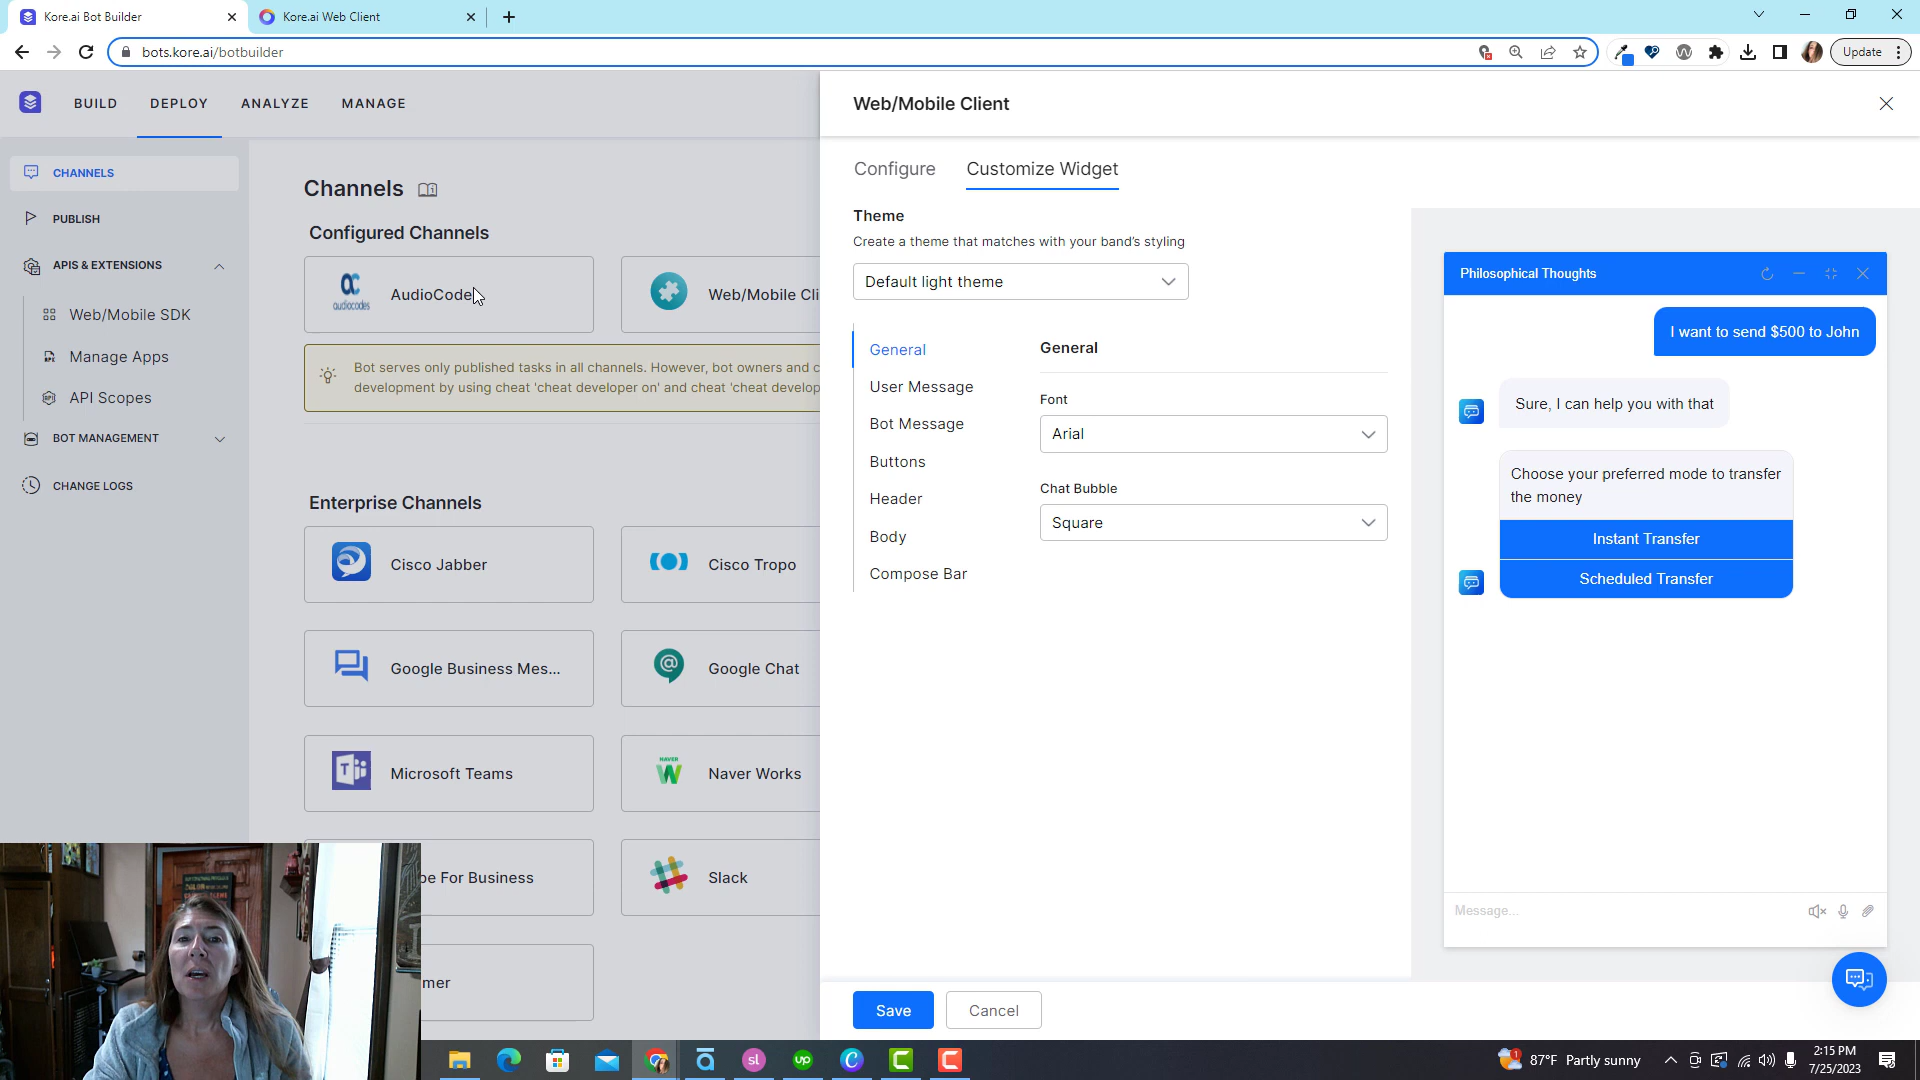 Kore.ai Bot Builder
Kore.ai Web Client
bots.kore.ai/botbuilder
Update
BUILD
DEPLOY
ANALYZE
MANAGE
CHANNELS
PUBLISH
APIS & EXTENSIONS
Web/Mobile SDK
Manage Apps
API Scopes
BOT MANAGEMENT
CHANGE LOGS
Channels
Configured Channels
audiocodes
AudioCode
Web/Mobile Cli
Bot serves only published tasks in all channels. However, bot owners and c
development by using cheat 'cheat developer on' and cheat 'cheat develop
Enterprise Channels
Cisco Jabber
Cisco Tropo
Google Business Mes...
Google Chat
Microsoft Teams
NAVER
Naver Works
pe For Business
Slack
mer
Web/Mobile Client
Configure
Customize Widget
Theme
Create a theme that matches with your band's styling
Default light theme
General
User Message
Bot Message
Buttons
Header
Body
Compose Bar
General
Font
Arial
Chat Bubble
Square
Philosophical Thoughts
I want to send $500 to John
Sure, I can help you with that
Choose your preferred mode to transfer
the money
Instant Transfer
Scheduled Transfer
Message...
Save
Cancel
87°F Partly sunny
2:15 PM
7/25/2023